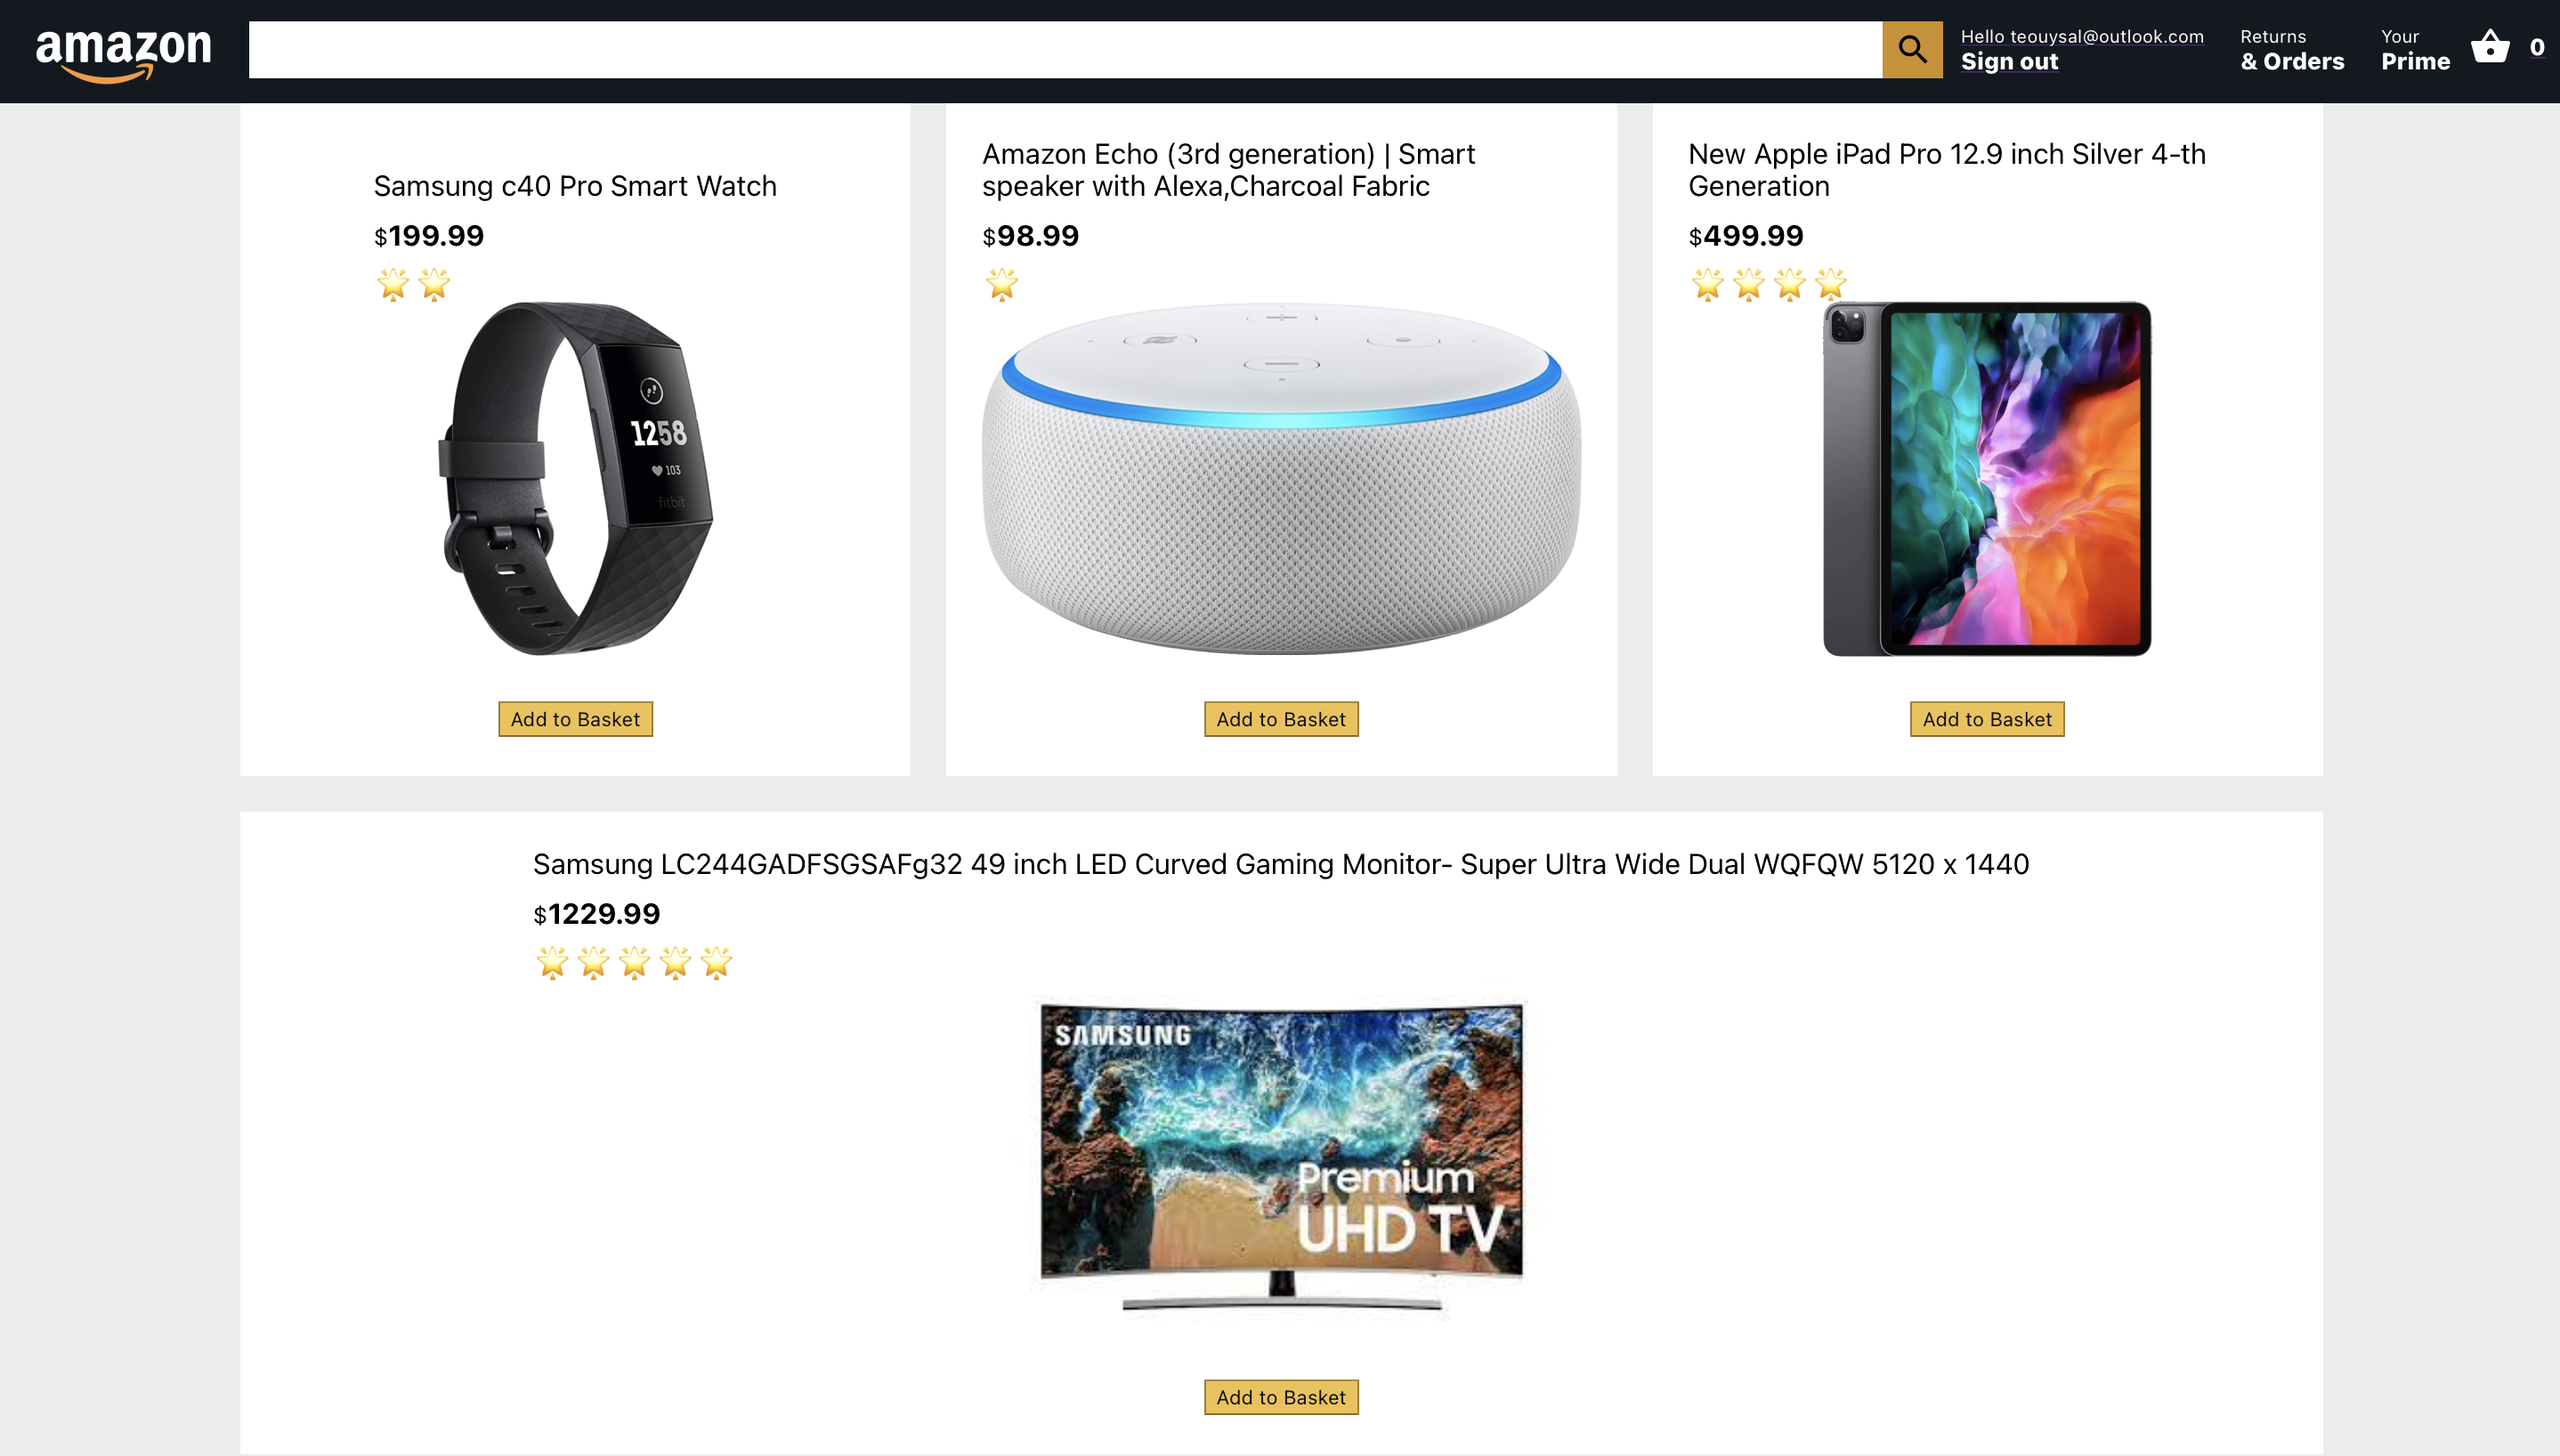 amazon
Hello teouysal@outlook.com
Sign out
Returns
& Orders
Your
Prime
0
Samsung c40 Pro Smart Watch
$199.99
1258
103
fitbit
Add to Basket
Amazon Echo (3rd generation) | Smart
speaker with Alexa,Charcoal Fabric
$98.99
Add to Basket
New Apple iPad Pro 12.9 inch Silver 4-th
Generation
$499.99
Add to Basket
Samsung LC244GADFSGSAFg32 49 inch LED Curved Gaming Monitor- Super Ultra Wide Dual WQFQW 5120 x 1440
$1229.99
SAMSUNG
Premium
UHD TV
Add to Basket